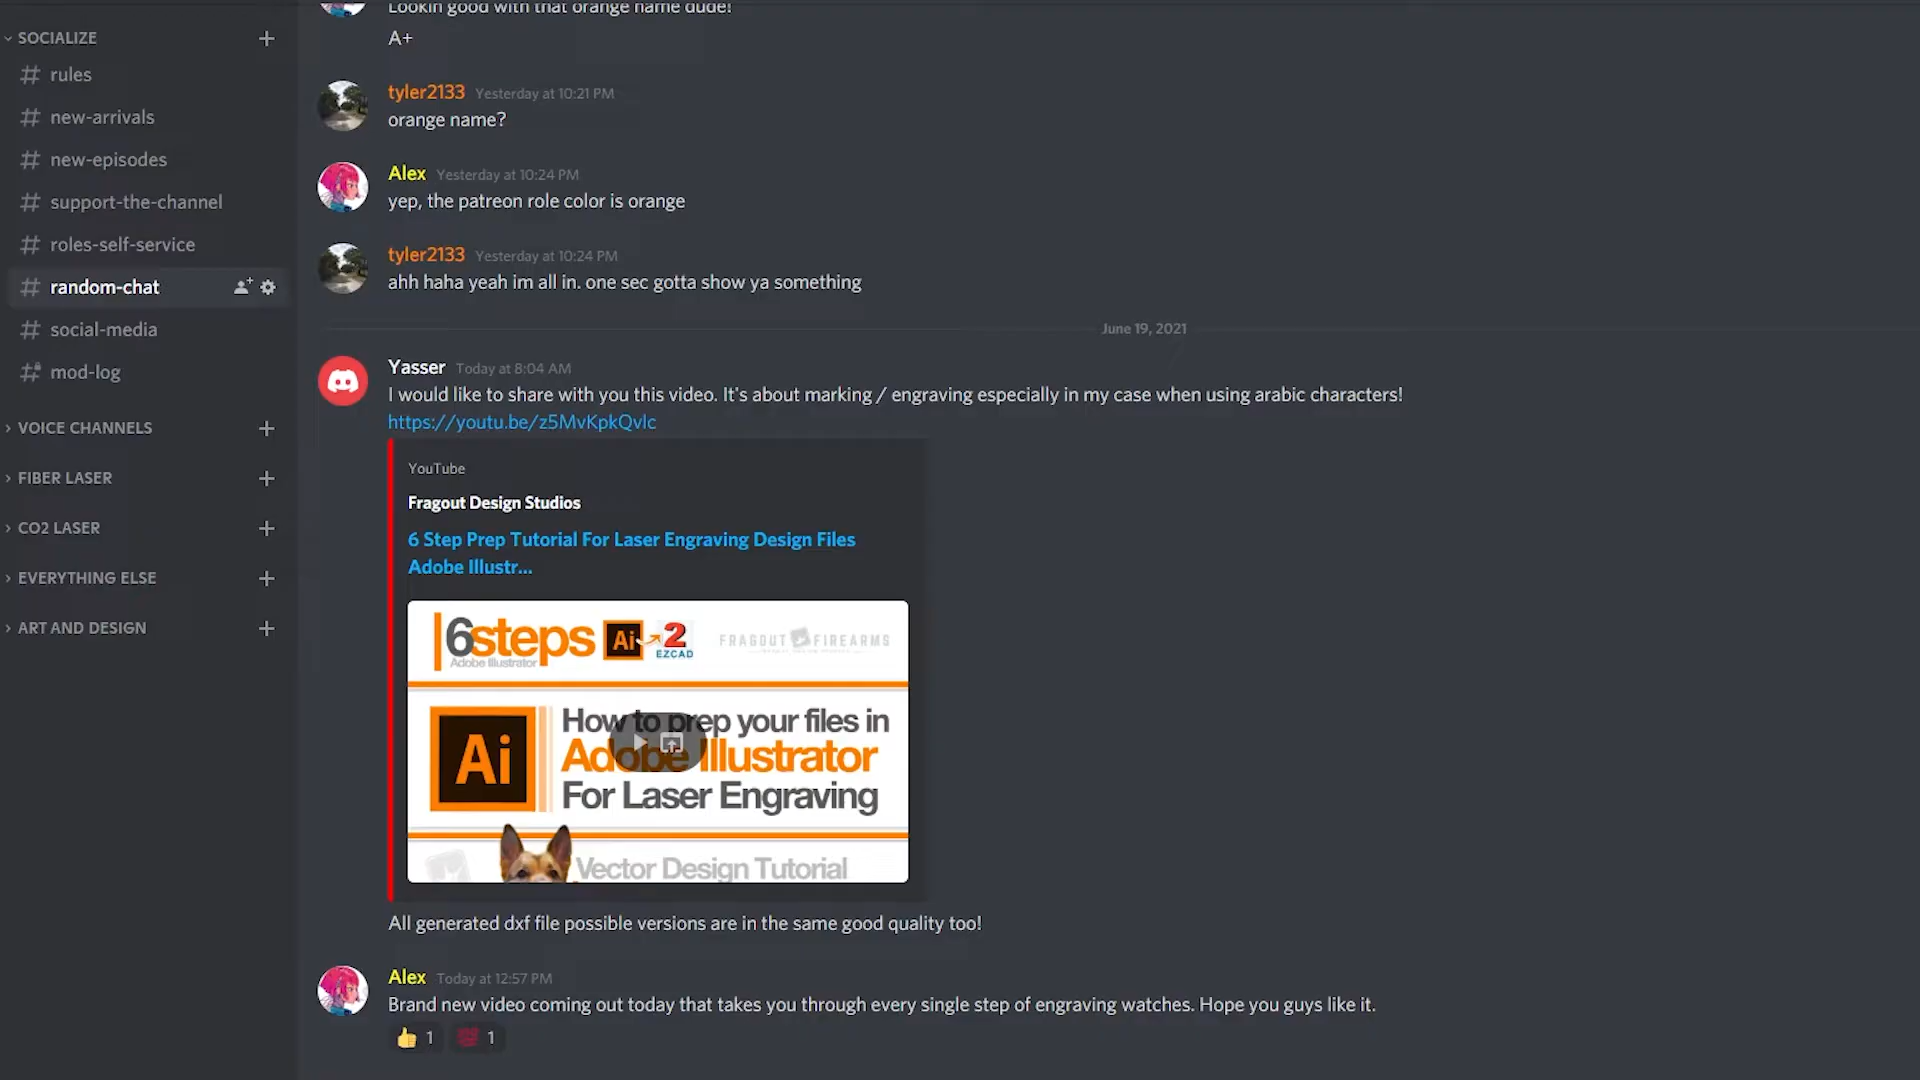 SOCIALIZE
rules
new-arrivals
new-episodes
support-the-channel
roles-self-service
random-chat
social-media
mod-log
VOICE CHANNELS
FIBER LASER
CO2 LASER
EVERYTHING ELSE
ART AND DESIGN
Lookin good with that orange name dude!
A+
tyler2133 Yesterday at 10:21 PM
orange name?
Alex Yesterday at 10:24 PM
yep, the patreon role color is orange
tyler2133 Yesterday at 10:24 PM
ahh haha yeah im all in. one sec gotta show ya something
June 19, 2021
Yasser Today at 8:04 AM
I would like to share with you this video. It's about marking / engraving especially in my case when using arabic characters!
https://youtu.be/z5MvKpkQvlc
YouTube
Fragout Design Studios
6 Step Prep Tutorial For Laser Engraving Design Files
Adobe Illustr...
6steps Ai 2 FRAGOUT FIREARMS
Adobe Illustrator EZCAD
How to prep your files in
Ai Adobe Illustrator
For Laser Engraving
Vector Design Tutorial
All generated dxf file possible versions are in the same good quality too!
Alex Today at 12:57 PM
Brand new video coming out today that takes you through every single step of engraving watches. Hope you guys like it.
1 1